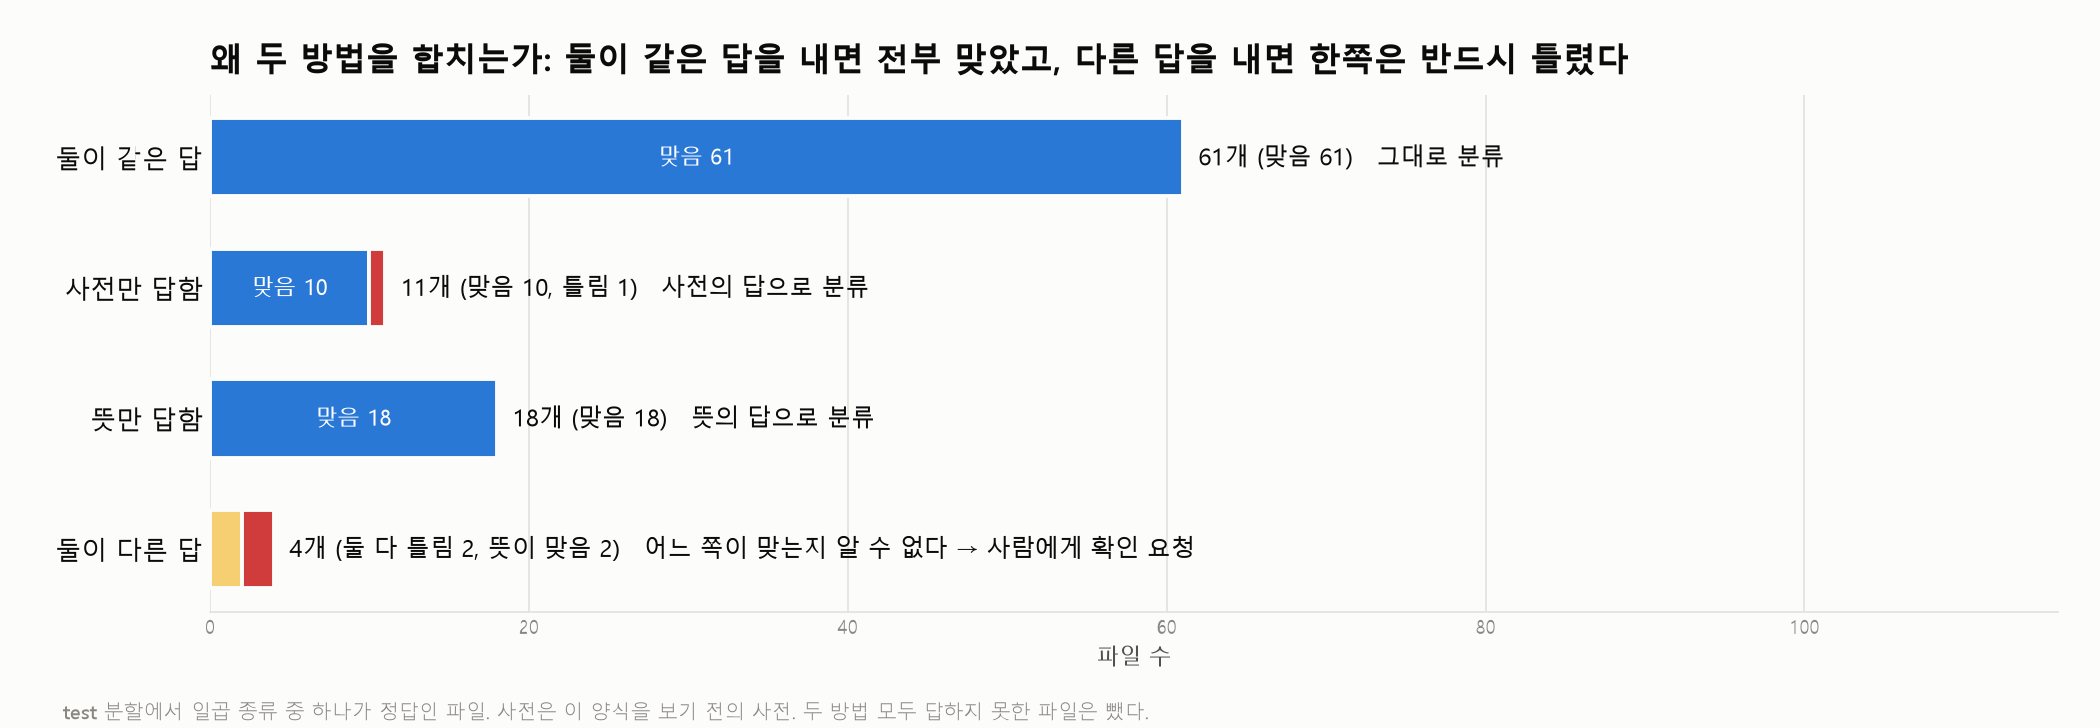 왜 두 방법을 합치는가: 둘이 같은 답을 내면 전부 맞았고, 다른 답을 내면 한쪽은 반드시 틀렸다
둘이 같은 답
맞음 61
61개 (맞음 61) 그대로 분류
사전만 답함
맞음 10
11개 (맞음 10, 틀림 1) 사전의 답으로 분류
뜻만 답함
맞음 18
18개 (맞음 18) 뜻의 답으로 분류
둘이 다른 답
4개 (둘 다 틀림 2, 뜻이 맞음 2) 어느 쪽이 맞는지 알 수 없다 → 사람에게 확인 요청
0 20 40 60 80 100
파일 수
test 분할에서 일곱 종류 중 하나가 정답인 파일. 사전은 이 양식을 보기 전의 사전. 두 방법 모두 답하지 못한 파일은 뺐다.